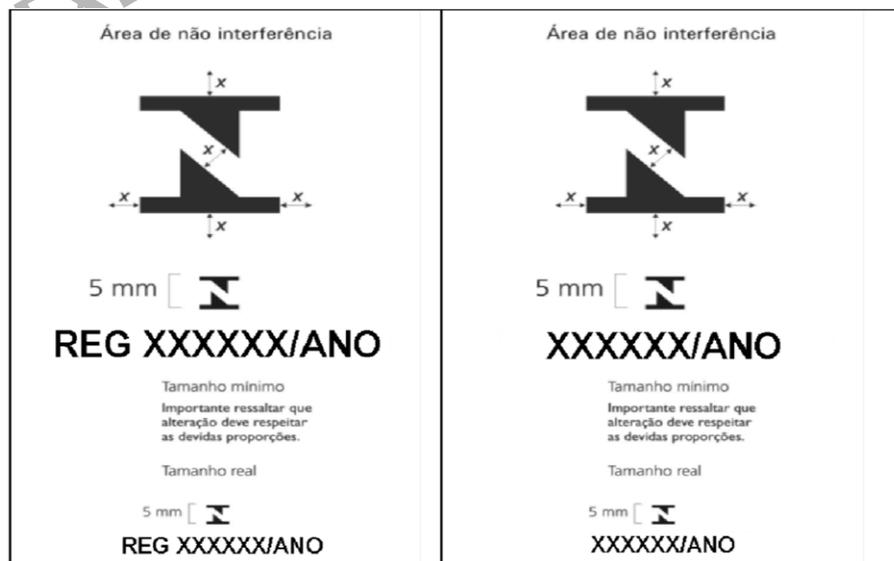 Área de não interferência
x
x
x
x
x
5 mm
REG XXXXXX/ANO
Tamanho mínimo
Importante ressaltar que
alteração deve respeitar
as devidas proporções.
Tamanho real
5 mm
REG XXXXXX/ANO
Área de não interferência
x
x
x
x
x
5 mm
XXXXXX/ANO
Tamanho mínimo
Importante ressaltar que
alteração deve respeitar
as devidas proporções.
Tamanho real
5 mm
XXXXXX/ANO